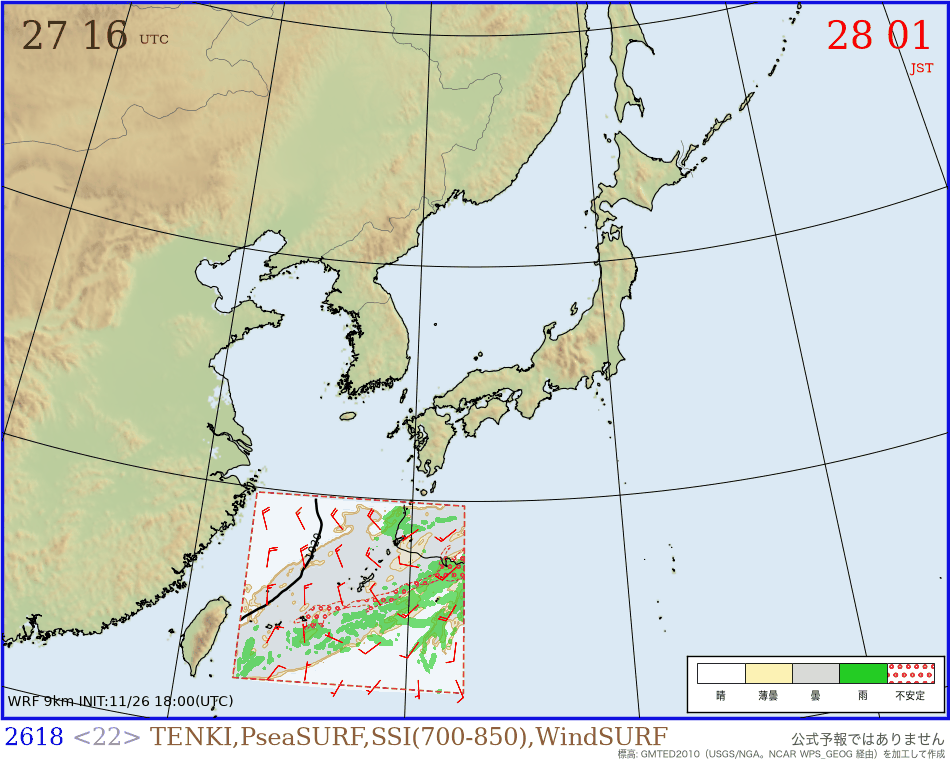 27 16 UTC
28 01
JST
1020
晴 薄曇 曇 雨 不安定
WRF 9km INIT:11/26 18:00(UTC)
2618 <22> TENKI,PseaSURF,SSI(700-850),WindSURF
公式予報ではありません
標高: GMTED2010（USGS/NGA。NCAR WPS_GEOG 経由）を加工して作成